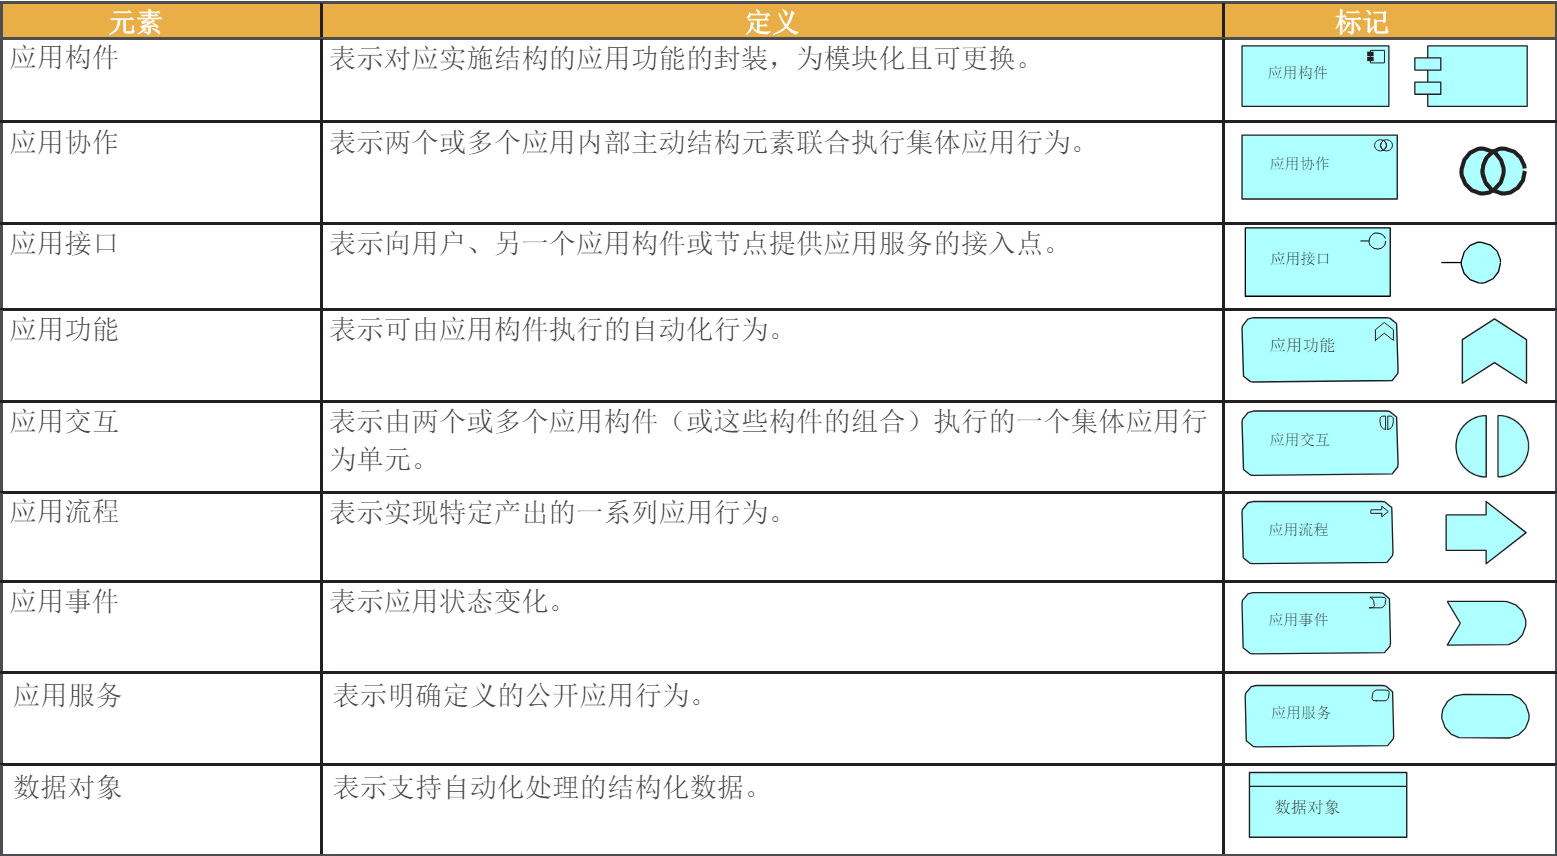 元素 定义 标记
应用构件 表示对应实施结构的应用功能的封装，为模块化且可更换。 应用构件
应用协作 表示两个或多个应用内部主动结构元素联合执行集体应用行为。 应用协作
应用接口 表示向用户、另一个应用构件或节点提供应用服务的接入点。 应用接口
应用功能 表示可由应用构件执行的自动化行为。 应用功能
应用交互 表示由两个或多个应用构件（或这些构件的组合）执行的一个集体应用行 应用交互
为单元。
应用流程 表示实现特定产出的一系列应用行为。 应用流程
应用事件 表示应用状态变化。 应用事件
应用服务 表示明确定义的公开应用行为。 应用服务
数据对象 表示支持自动化处理的结构化数据。 数据对象